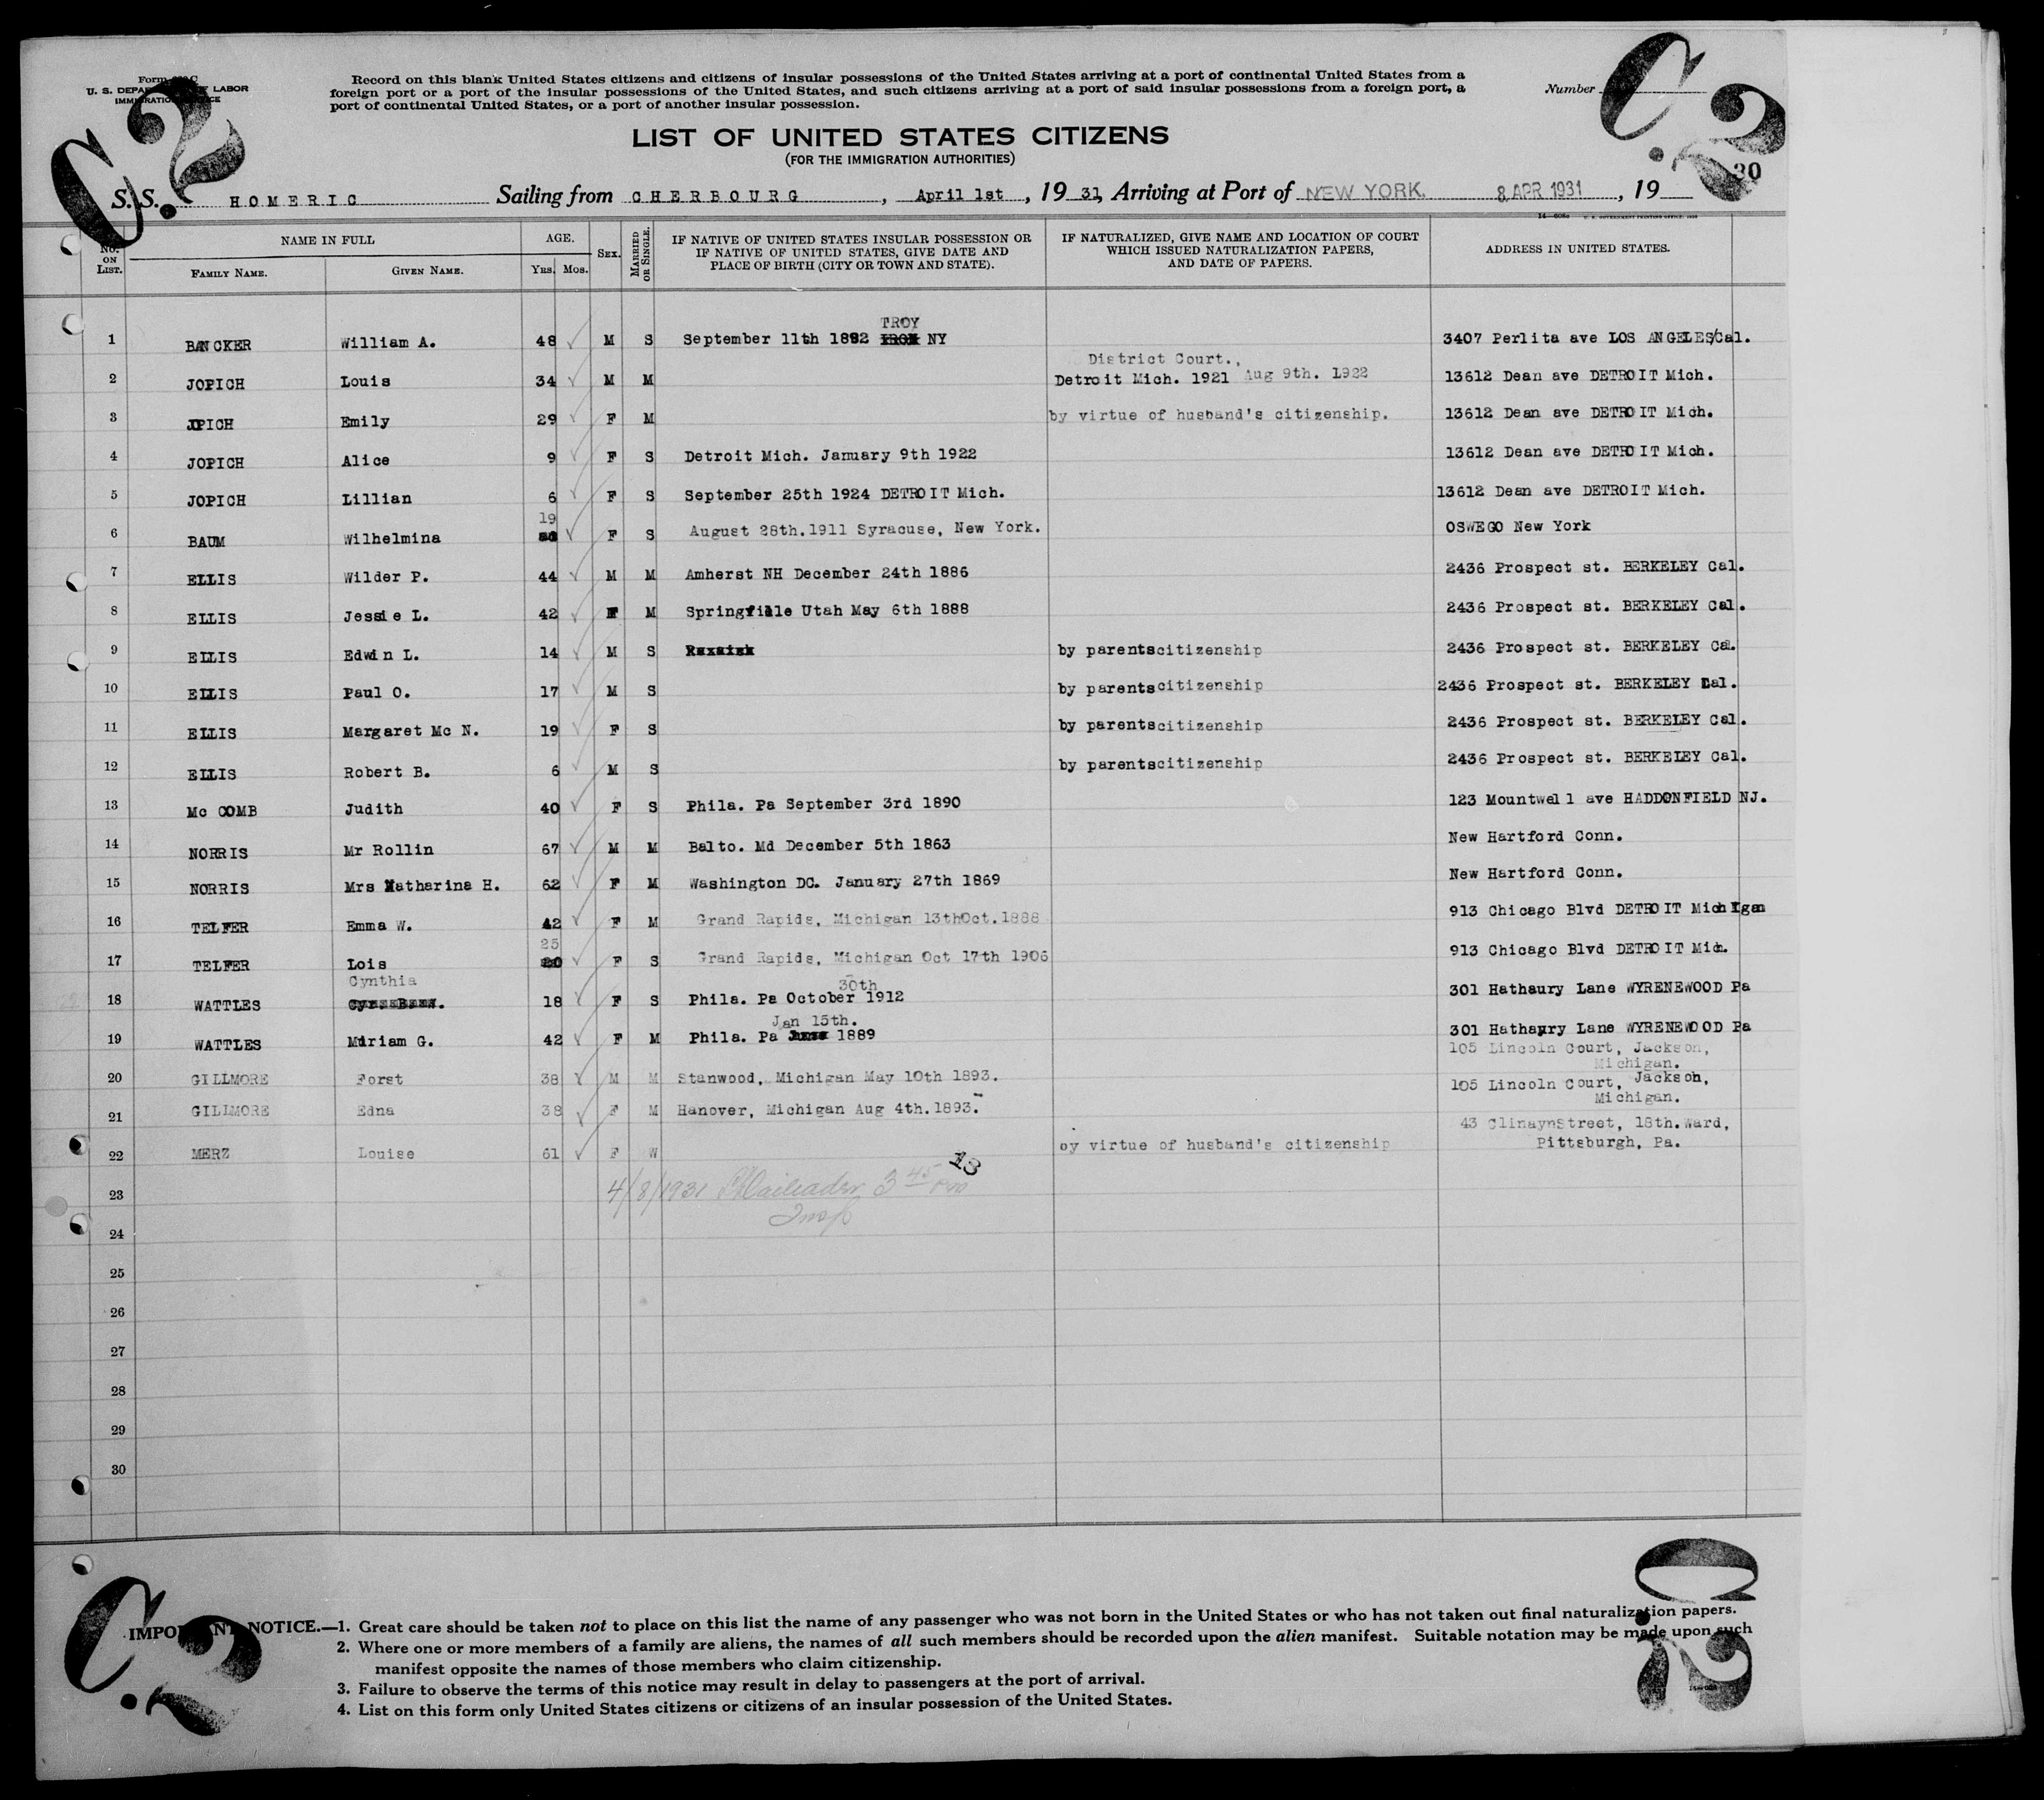 C. 2
C. 2
Form
U. S. DEPA LABOR
IMMIGRATION
Record on this blank United States citizens and citizens of insular possessions of the United States arriving at a port of continental United States from a
foreign port or a port of the insular possessions of the United States, and such citizens arriving at a port of said insular possessions from a foreign port, a
port of continental United States, or a port of another insular possession.
Number
LIST OF UNITED STATES CITIZENS
(FOR THE IMMIGRATION AUTHORITIES)
30
S. S. HOMERIC Sailing from CHERBOURG, April 1st, 1931, Arriving at Port of NEW YORK. 8 APR 1931, 19
No. ON LIST. NAME IN FULL FAMILY NAME. GIVEN NAME. AGE. YRS. MOS. SEX. MARRIED OR SINGLE. IF NATIVE OF UNITED STATES INSULAR POSSESSION OR IF NATIVE OF UNITED STATES, GIVE DATE AND PLACE OF BIRTH (CITY OR TOWN AND STATE). IF NATURALIZED, GIVE NAME AND LOCATION OF COURT WHICH ISSUED NATURALIZATION PAPERS, AND DATE OF PAPERS. ADDRESS IN UNITED STATES.
TROY
1 BANCKER William A. 48 M S September 11th 1882 NY 3407 Perlita ave LOS ANGELES/Cal.
District Court.,
2 JOPICH Louis 34 M M Detroit Mich. 1921 Aug 9th. 1922 13612 Dean ave DETROIT Mich.
3 JPICH Emily 29 F M by virtue of husband's citizenship. 13612 Dean ave DETROIT Mich.
4 JOPICH Alice 9 F S Detroit Mich. January 9th 1922 13612 Dean ave DETROIT Mich.
5 JOPICH Lillian 6 F S September 25th 1924 DETROIT Mich. 13612 Dean ave DETROIT Mich.
19
6 BAUM Wilhelmina F S August 28th.1911 Syracuse, New York. OSWEGO New York
7 ELLIS Wilder P. 44 M M Amherst NH December 24th 1886 2436 Prospect st. BERKELEY Cal.
8 ELLIS Jessie L. 42 F M Springville Utah May 6th 1888 2436 Prospect st. BERKELEY Cal.
9 ELLIS Edwin L. 14 M S by parentscitizenship 2436 Prospect st. BERKELEY Cal.
10 ELLIS Paul O. 17 M S by parentscitizenship 2436 Prospect st. BERKELEY Cal.
11 ELLIS Margaret Mc N. 19 F S by parentscitizenship 2436 Prospect st. BERKELEY Cal.
12 ELLIS Robert B. 6 M S by parentscitizenship 2436 Prospect st. BERKELEY Cal.
13 Mc COMB Judith 40 F S Phila. Pa September 3rd 1890 123 Mountwell ave HADDONFIELD NJ.
14 NORRIS Mr Rollin 67 M M Balto. Md December 5th 1863 New Hartford Conn.
15 NORRIS Mrs Katharina H. 62 F M Washington DC. January 27th 1869 New Hartford Conn.
16 TELFER Emma W. 42 F M Grand Rapids, Michigan 13thOct.1888 913 Chicago Blvd DETROIT Michigan
25
17 TELFER Lois 20 F S Grand Rapids, Michigan Oct 17th 1906 913 Chicago Blvd DETROIT Mich.
Cynthia 30th
18 WATTLES 18 F S Phila. Pa October 1912 301 Hathaury Lane WYRENEWOOD Pa
Jan 15th.
19 WATTLES Miriam G. 42 F M Phila. Pa 1889 301 Hathaury Lane WYRENEWOOD Pa
105 Lincoln Court, Jackson,
Michigan.
20 GILLMORE Forst 38 M M Stanwood, Michigan May 10th 1893. 105 Lincoln Court, Jackson,
Michigan.
21 GILLMORE Edna 38 F M Hanover, Michigan Aug 4th.1893.
43 ClinaynStreet, 18th.Ward,
22 MERZ Louise 61 F W by virtue of husband's citizenship Pittsburgh, Pa.
13
23 4/8/1931 3 45
24 Insp
25
26
27
28
29
30
C. 2
C. 2
IMPORTANT NOTICE.—1. Great care should be taken not to place on this list the name of any passenger who was not born in the United States or who has not taken out final naturalization papers.
2. Where one or more members of a family are aliens, the names of all such members should be recorded upon the alien manifest. Suitable notation may be made upon such
manifest opposite the names of those members who claim citizenship.
3. Failure to observe the terms of this notice may result in delay to passengers at the port of arrival.
4. List on this form only United States citizens or citizens of an insular possession of the United States.